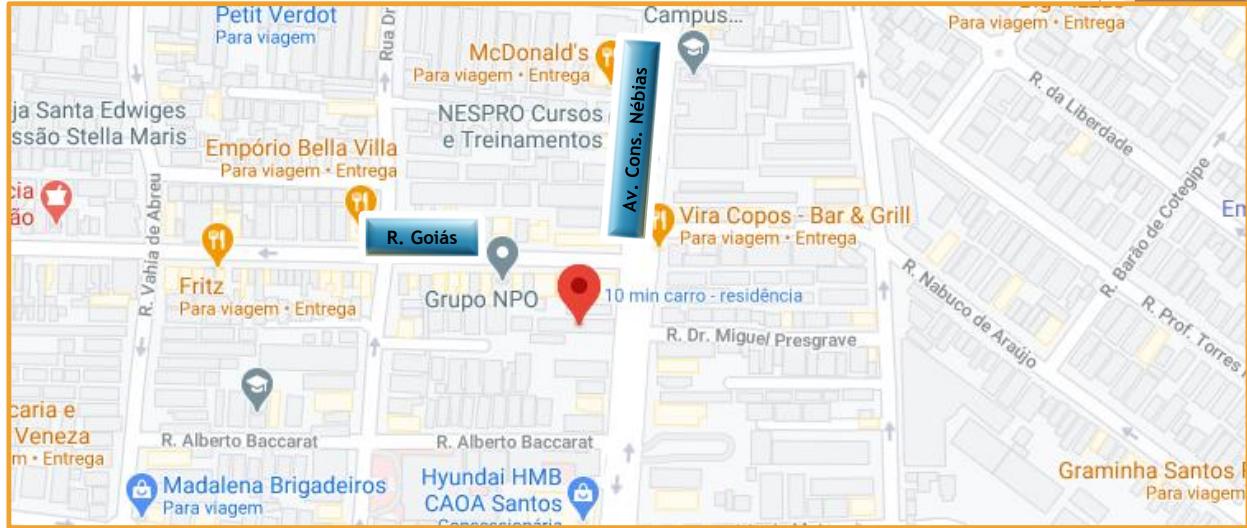 Petit Verdot
Para viagem
Rua Dr
Campus...
McDonald's
Para viagem • Entrega
Para viagem • Entrega
R. da Liberdade
ja Santa Edwiges
ssão Stella Maris
NESPRO Cursos
e Treinamentos
Av. Cons. Nébias
Empório Bella Villa
Para viagem • Entrega
cia
ão
R. Vahia de Abreu
R. Goiás
Vira Copos - Bar & Grill
Para viagem • Entrega
R. Barão de Cotegipe
En
Fritz
Para viagem • Entrega
Grupo NPO
10 min carro - residência
R. Nabuco de Araújo
R. Prof. Torres
R. Dr. Miguel Presgrave
caria e
Veneza
m • Entrega
R. Alberto Baccarat
R. Alberto Baccarat
Madalena Brigadeiros
Para viagem
Hyundai HMB
CAOA Santos
Concessionária
Graminha Santos
Para viagem